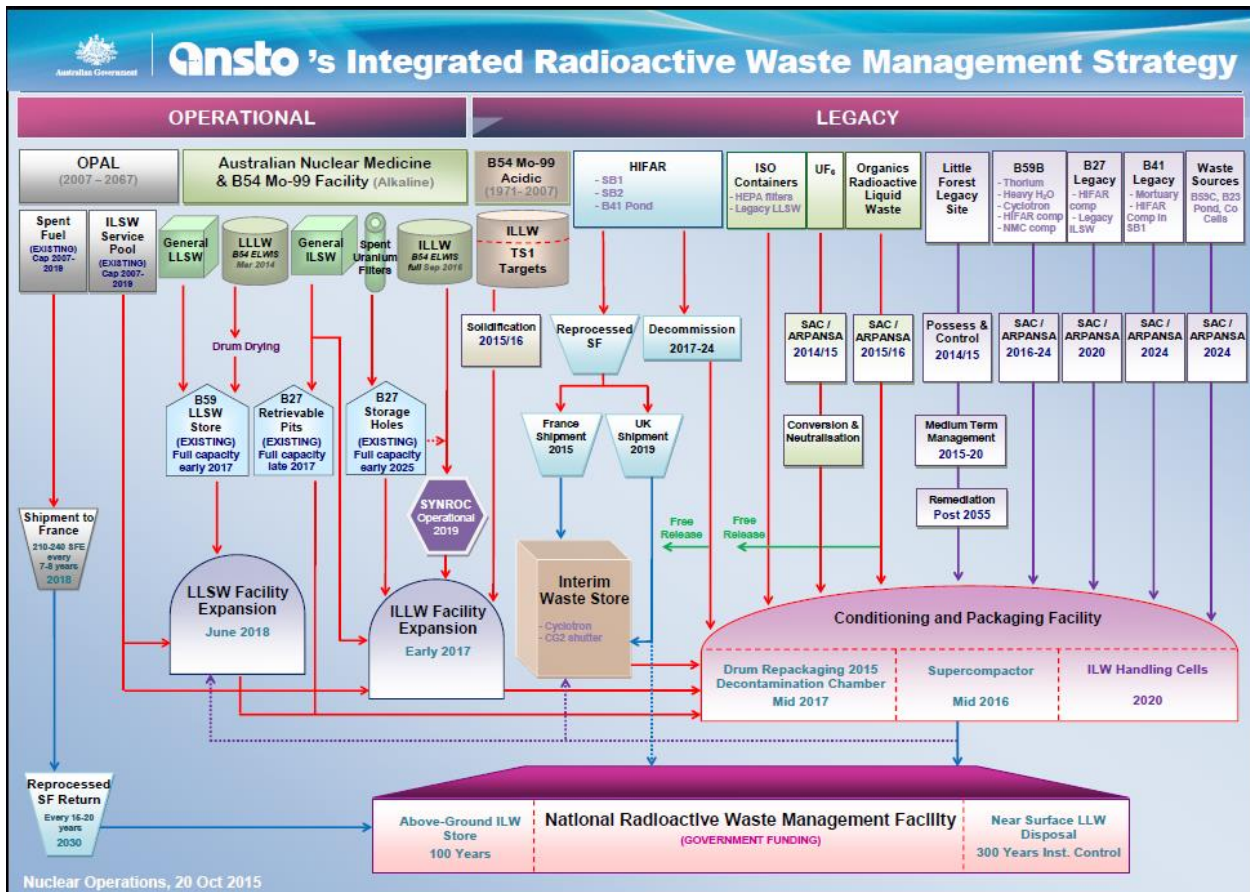 Australian Government
ansto 's Integrated Radioactive Waste Management Strategy
OPERATIONAL
LEGACY
OPAL
(2007 – 2067)
Australian Nuclear Medicine
& B54 Mo-99 Facility (Alkaline)
B54 Mo-99
Acidic
(1971- 2007)
HIFAR
- SB1
- SB2
- B41 Pond
ISO
Containers
- HEPA filters
- Legacy LLSW
UF₆
Organics
Radioactive
Liquid
Waste
Little
Forest
Legacy
Site
B59B
- Thorium
- Heavy H₂O
- Cyclotron
- HIFAR comp
- NMC comp
B27
Legacy
- HIFAR
comp
- Legacy
ILSW
B41
Legacy
- Mortuary
- HIFAR
Comp in
SB1
Waste
Sources
B59C, B23
Pond, Co
Cells
Spent
Fuel
(EXISTING)
Cap 2007-
2019
ILSW
Service
Pool
(EXISTING)
Cap 2007-
2019
General
LLSW
LLLW
B54 ELWIS
Mar 2014
General
ILSW
Spent
Uranium
Filters
ILLW
B54 ELWIS
full Sep 2016
ILLW
TS1
Targets
Drum Drying
Solidification
2015/16
Reprocessed
SF
Decommission
2017-24
SAC /
ARPANSA
2014/15
SAC /
ARPANSA
2015/16
Possess &
Control
2014/15
SAC /
ARPANSA
2016-24
SAC /
ARPANSA
2020
SAC /
ARPANSA
2024
SAC /
ARPANSA
2024
B59
LLSW
Store
(EXISTING)
Full capacity
early 2017
B27
Retrievable
Pits
(EXISTING)
Full capacity
late 2017
B27
Storage
Holes
(EXISTING)
Full capacity
early 2025
France
Shipment
2015
UK
Shipment
2019
Conversion &
Neutralisation
Medium Term
Management
2015-20
Remediation
Post 2055
SYNROC
Operational
2019
Shipment to
France
210-240 SFE
every
7-8 years
2018
Free
Release
Free
Release
LLSW Facility
Expansion
June 2018
ILLW Facility
Expansion
Early 2017
Interim
Waste Store
- Cyclotron
- CG2 shutter
Conditioning and Packaging Facility
Drum Repackaging 2015
Decontamination Chamber
Mid 2017
Supercompactor
Mid 2016
ILW Handling Cells
2020
Reprocessed
SF Return
Every 15-20
years
2030
Above-Ground ILW
Store
100 Years
National Radioactive Waste Management Facility
(GOVERNMENT FUNDING)
Near Surface LLW
Disposal
300 Years Inst. Control
Nuclear Operations, 20 Oct 2015